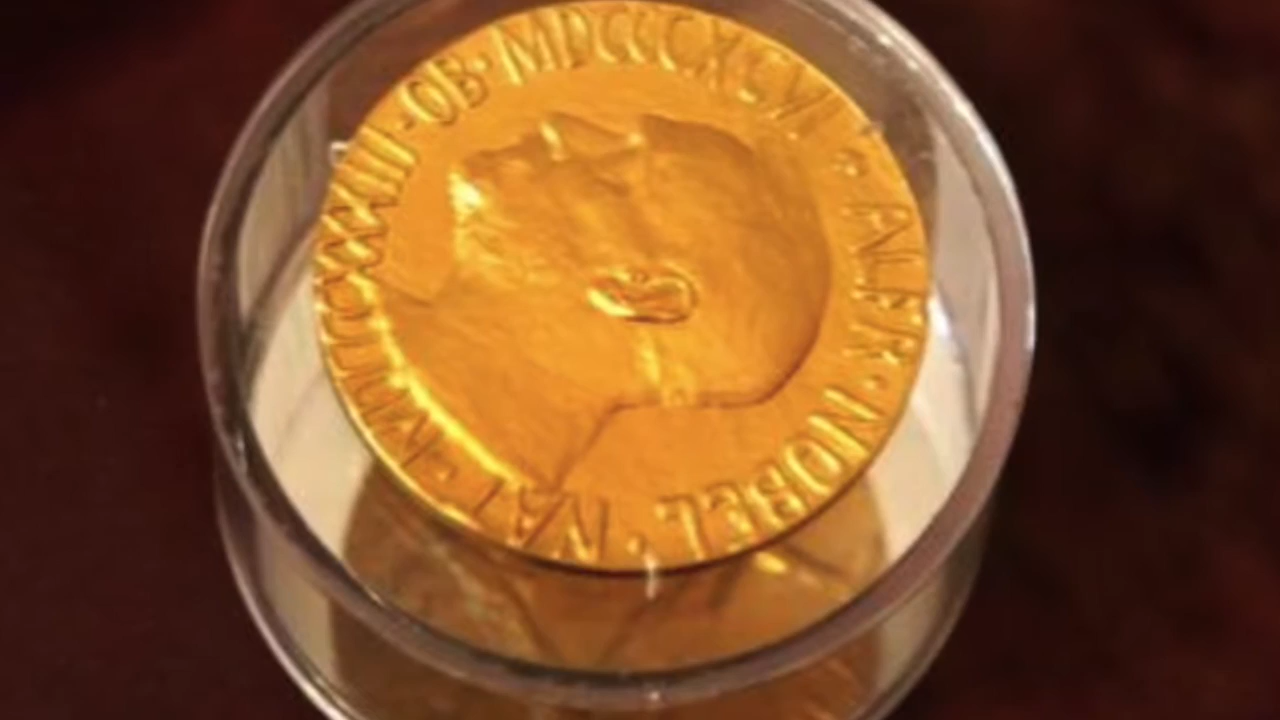 ALFR · NOBEL · NAT · MDCCCXXXIII · OB · MDCCCXCVI ·